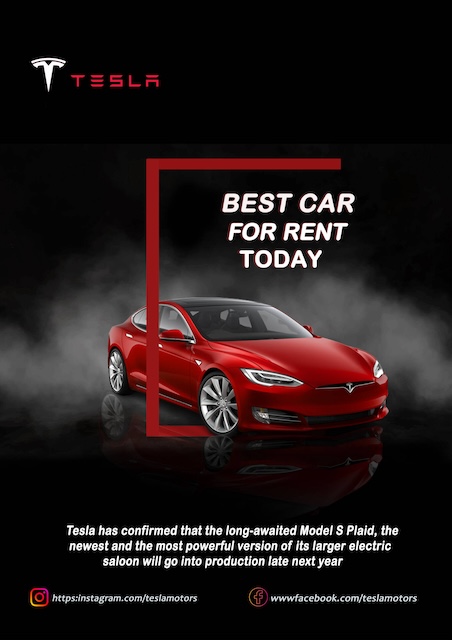 TESLA
BEST CAR
FOR RENT
TODAY
Tesla has confirmed that the long-awaited Model S Plaid, the
newest and the most powerful version of its larger electric
saloon will go into production late next year
https:instagram.com/teslamotors
wwwfacebook.com/teslamotors